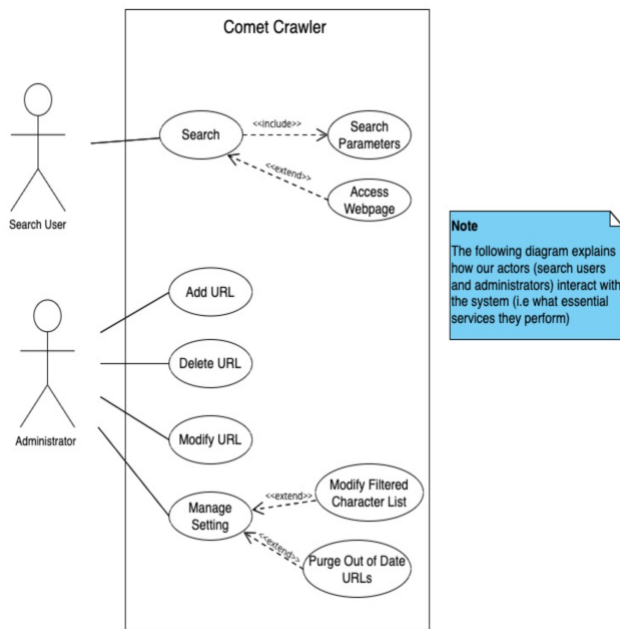 Comet Crawler
Search
<<include>>
Search
Parameters
<<extend>>
Access
Webpage
Search User
Note
The following diagram explains
how our actors (search users
and administrators) interact with
the system (i.e what essential
services they perform)
Add URL
Delete URL
Administrator
Modify URL
Manage
Setting
<<extend>>
Modify Filtered
Character List
<<extend>>
Purge Out of Date
URLs